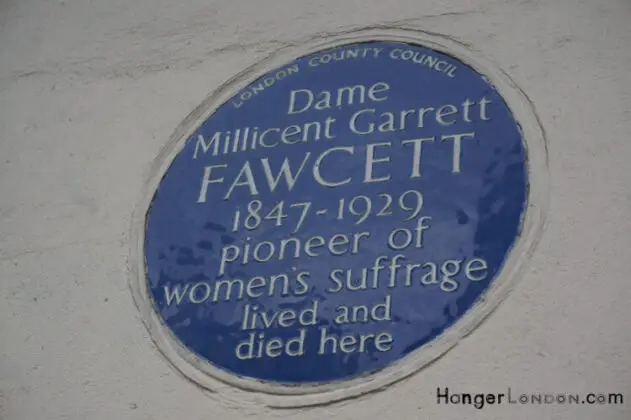 LONDON COUNTY COUNCIL
Dame
Millicent Garrett
FAWCETT
1847-1929
pioneer of
women's suffrage
lived and
died here
HongerLondon.com